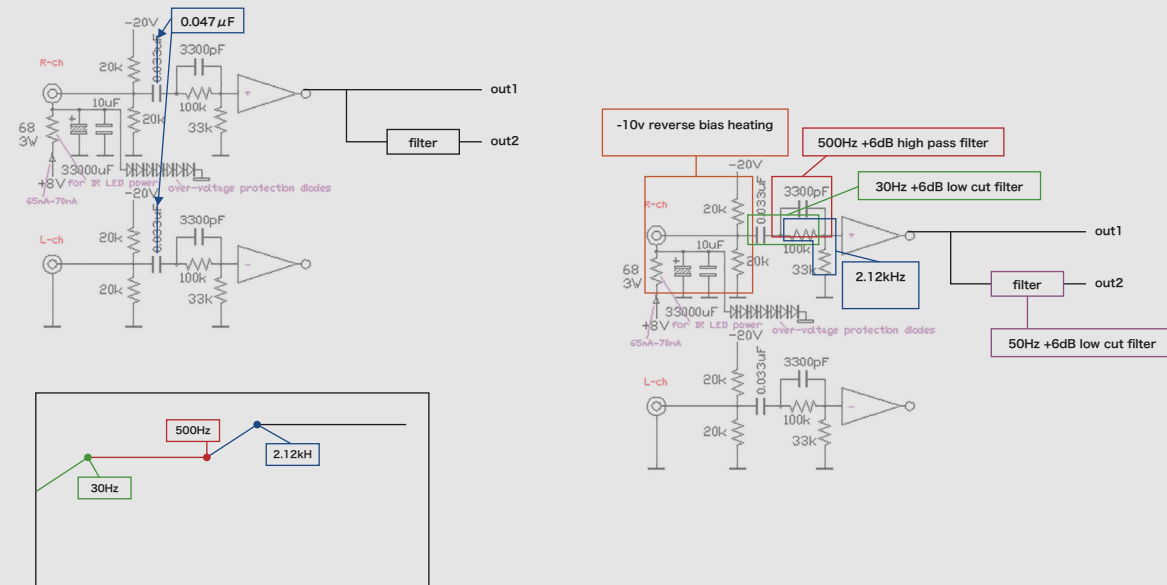 0.047μF
-20V
0.033uF
3300pF
R-ch
20k
+
out1
10uF
+
20k
100k
33k
68
3W
filter
out2
33000uF
+8V
for IR LED power
over-voltage protection diodes
65mA-70mA
-20V
0.033uF
3300pF
L-ch
20k
-
100k
20k
33k
500Hz
2.12kH
30Hz
-10v reverse bias heating
500Hz +6dB high pass filter
30Hz +6dB low cut filter
-20V
0.033uF
3300pF
R-ch
20k
+
out1
10uF
+
20k
100k
33k
2.12kHz
68
3W
filter
out2
33000uF
+8V
for IR LED power
over-voltage protection diodes
65mA-70mA
50Hz +6dB low cut filter
-20V
0.033uF
3300pF
L-ch
20k
-
100k
20k
33k